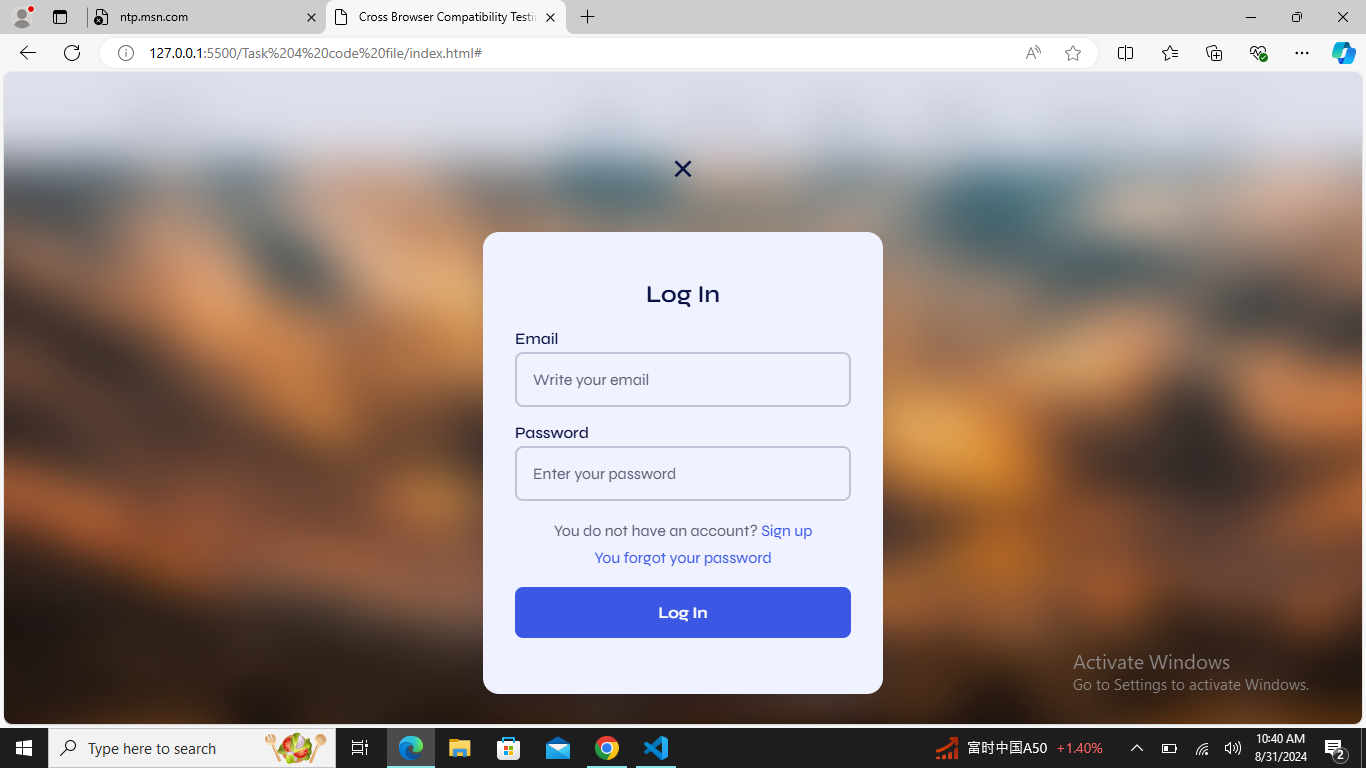 ntp.msn.com
Cross Browser Compatibility Testi
127.0.0.1:5500/Task%204%20code%20file/index.html#
Log In
Email
Write your email
Password
Enter your password
You do not have an account? Sign up
You forgot your password
Log In
Activate Windows
Go to Settings to activate Windows.
Type here to search
富时中国A50 +1.40%
10:40 AM
8/31/2024
2